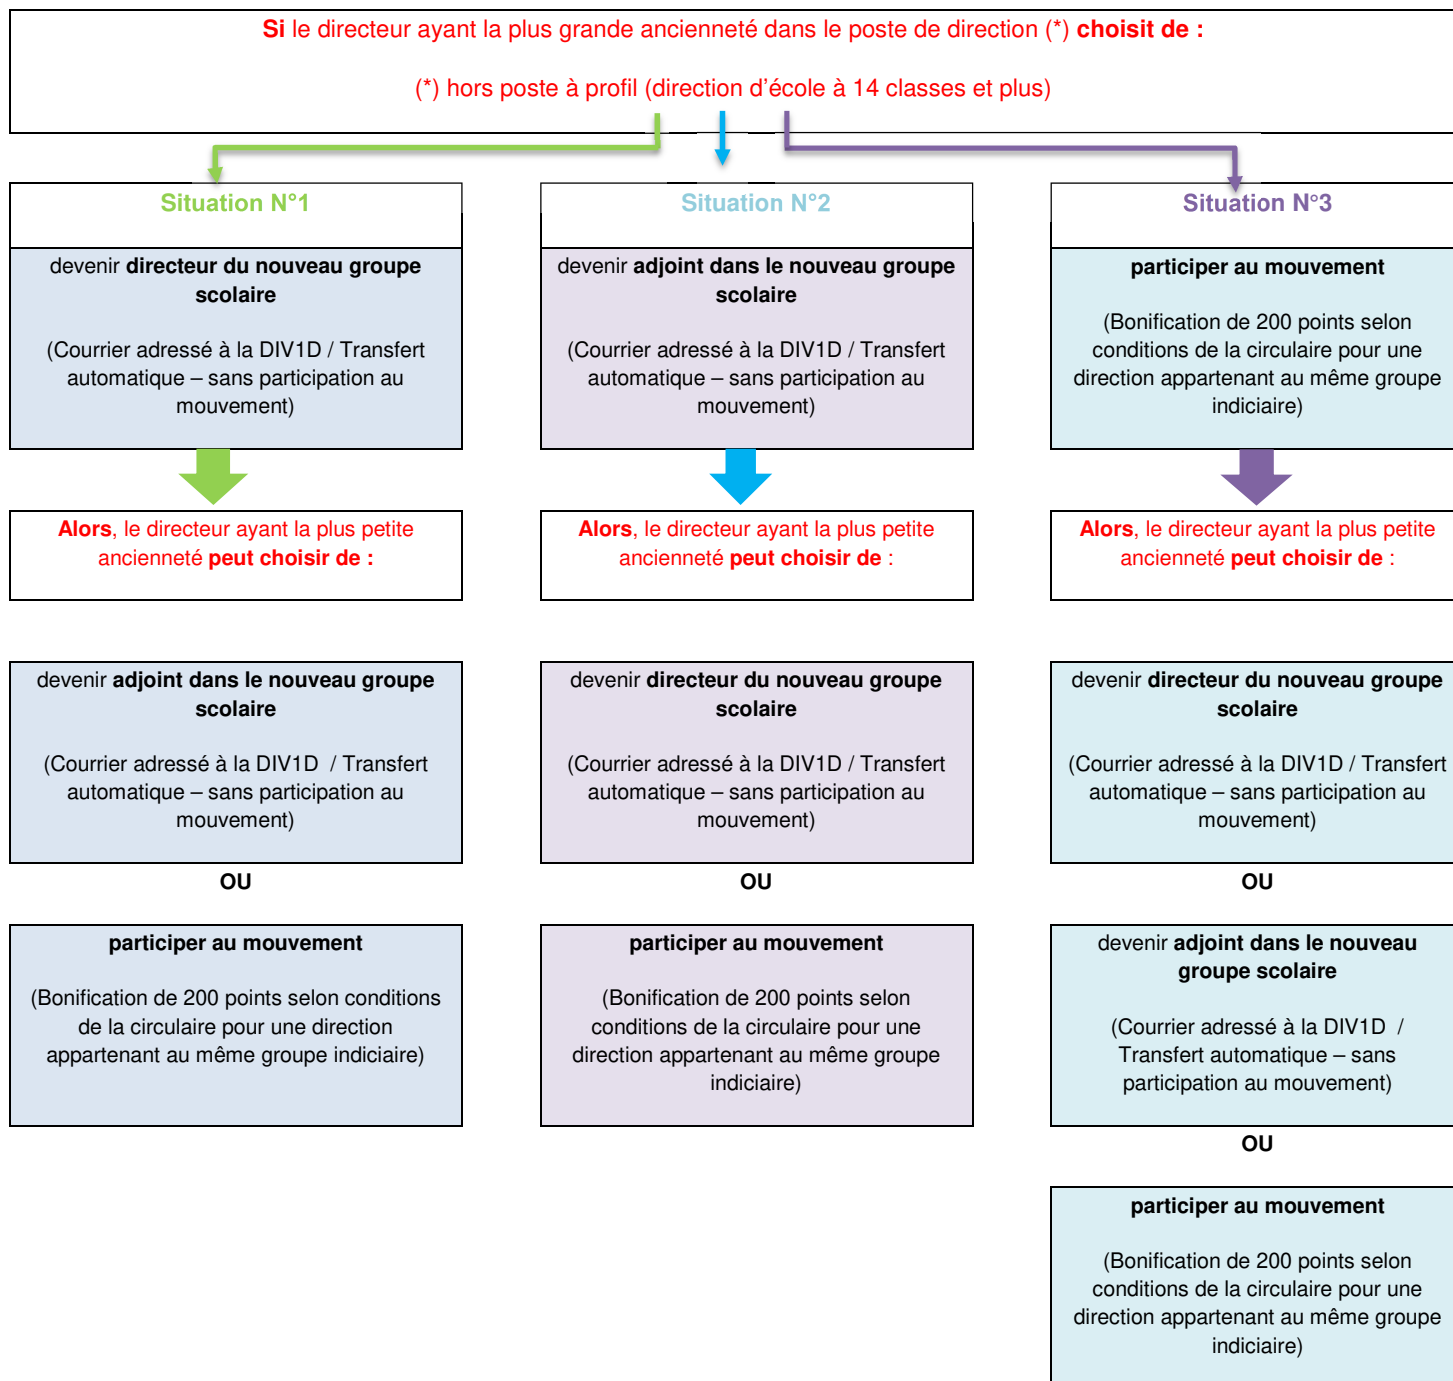 Si le directeur ayant la plus grande ancienneté dans le poste de direction (*) choisit de :
(*) hors poste à profil (direction d'école à 14 classes et plus)
Situation N°1
devenir directeur du nouveau groupe
scolaire
(Courrier adressé à la DIV1D / Transfert
automatique – sans participation au
mouvement)
Alors, le directeur ayant la plus petite
ancienneté peut choisir de :
devenir adjoint dans le nouveau groupe
scolaire
(Courrier adressé à la DIV1D / Transfert
automatique – sans participation au
mouvement)
OU
participer au mouvement
(Bonification de 200 points selon conditions
de la circulaire pour une direction
appartenant au même groupe indiciaire)
Situation N°2
devenir adjoint dans le nouveau groupe
scolaire
(Courrier adressé à la DIV1D / Transfert
automatique – sans participation au
mouvement)
Alors, le directeur ayant la plus petite
ancienneté peut choisir de :
devenir directeur du nouveau groupe
scolaire
(Courrier adressé à la DIV1D / Transfert
automatique – sans participation au
mouvement)
OU
participer au mouvement
(Bonification de 200 points selon
conditions de la circulaire pour une
direction appartenant au même groupe
indiciaire)
Situation N°3
participer au mouvement
(Bonification de 200 points selon
conditions de la circulaire pour une
direction appartenant au même groupe
indiciaire)
Alors, le directeur ayant la plus petite
ancienneté peut choisir de :
devenir directeur du nouveau groupe
scolaire
(Courrier adressé à la DIV1D / Transfert
automatique – sans participation au
mouvement)
OU
devenir adjoint dans le nouveau
groupe scolaire
(Courrier adressé à la DIV1D /
Transfert automatique – sans
participation au mouvement)
OU
participer au mouvement
(Bonification de 200 points selon
conditions de la circulaire pour une
direction appartenant au même groupe
indiciaire)